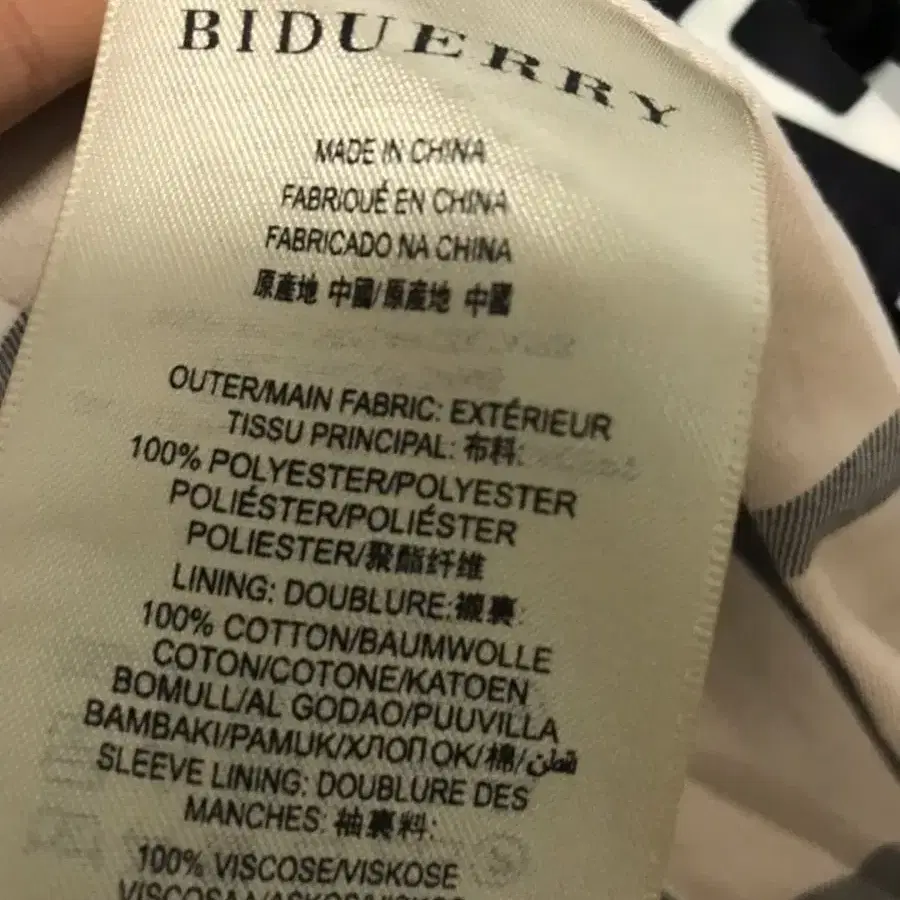 BIDUERRY
MADE IN CHINA
FABRIQUÉ EN CHINA
FABRICADO NA CHINA
原產地 中國/原產地 中國
OUTER/MAIN FABRIC: EXTÉRIEUR
TISSU PRINCIPAL: 布料:
100% POLYESTER/POLYESTER
POLIÉSTER/POLIÉSTER
POLIESTER/聚酯纤维
LINING: DOUBLURE:襯裏:
100% COTTON/BAUMWOLLE
COTON/COTONE/KATOEN
BOMULL/AL GODAO/PUUVILLA
BAMBAKI/PAMUK/ХЛОПОК/棉/قطن
SLEEVE LINING: DOUBLURE DES
MANCHES: 袖裏料:
100% VISCOSE/VISKOSE